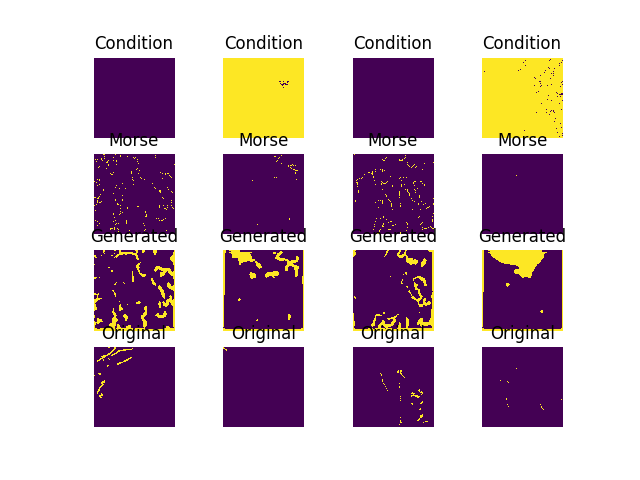 Condition Condition Condition Condition
Morse Morse Morse Morse
Generated Generated Generated Generated
Original Original Original Original